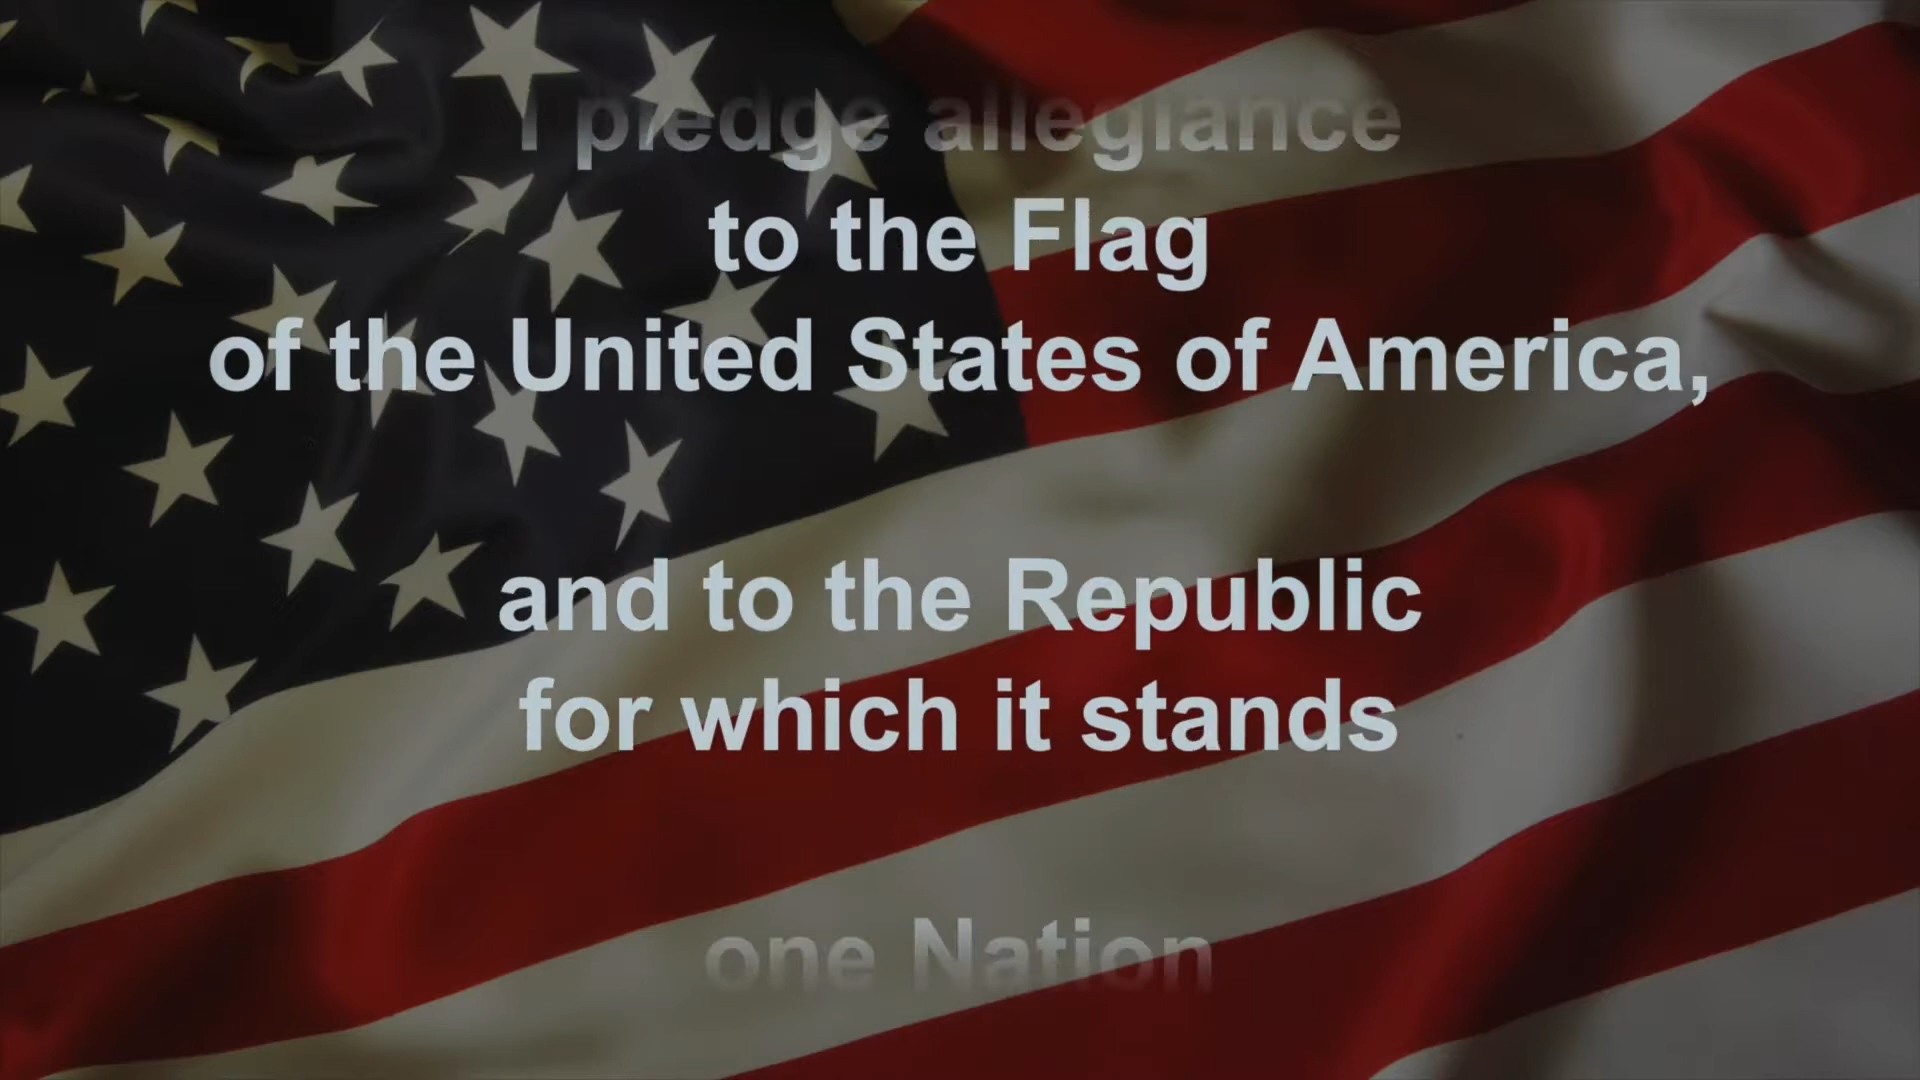 I pledge allegiance
to the Flag
of the United States of America,
and to the Republic
for which it stands
one Nation